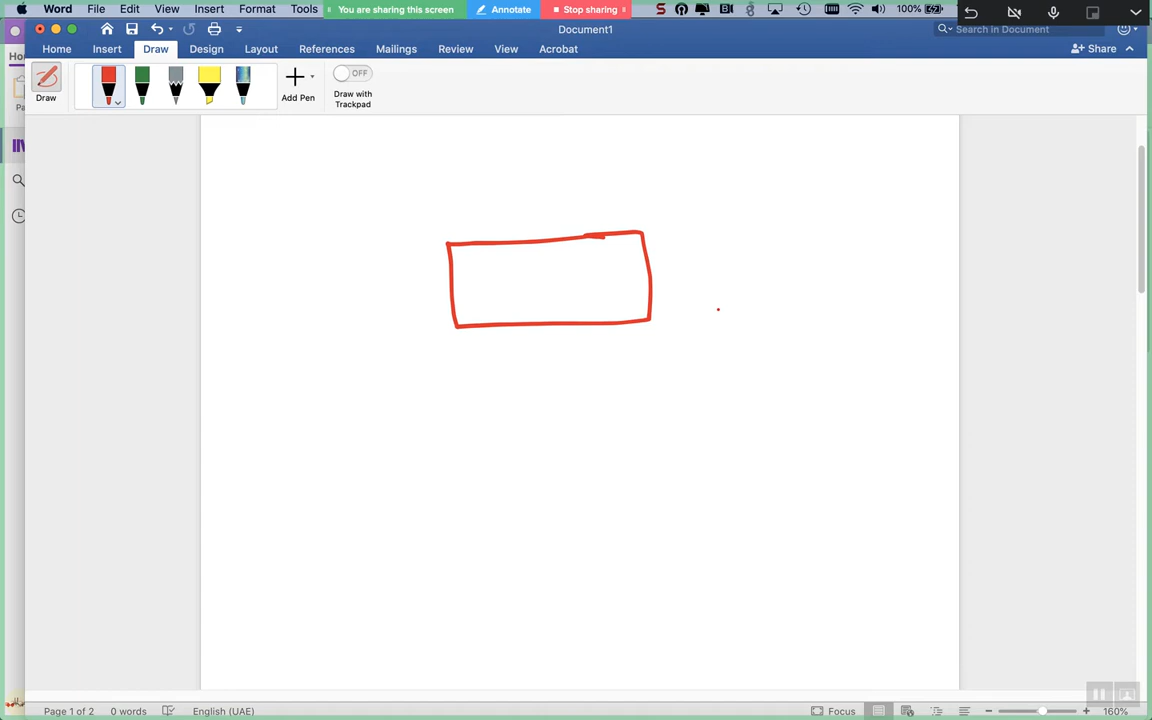 Word File Edit View Insert Format Tools You are sharing this screen Annotate Stop sharing 100%
Document1 Search in Document
Home Insert Draw Design Layout References Mailings Review View Acrobat Share
Draw Add Pen OFF Draw with Trackpad
Page 1 of 2 0 words English (UAE) Focus 160%